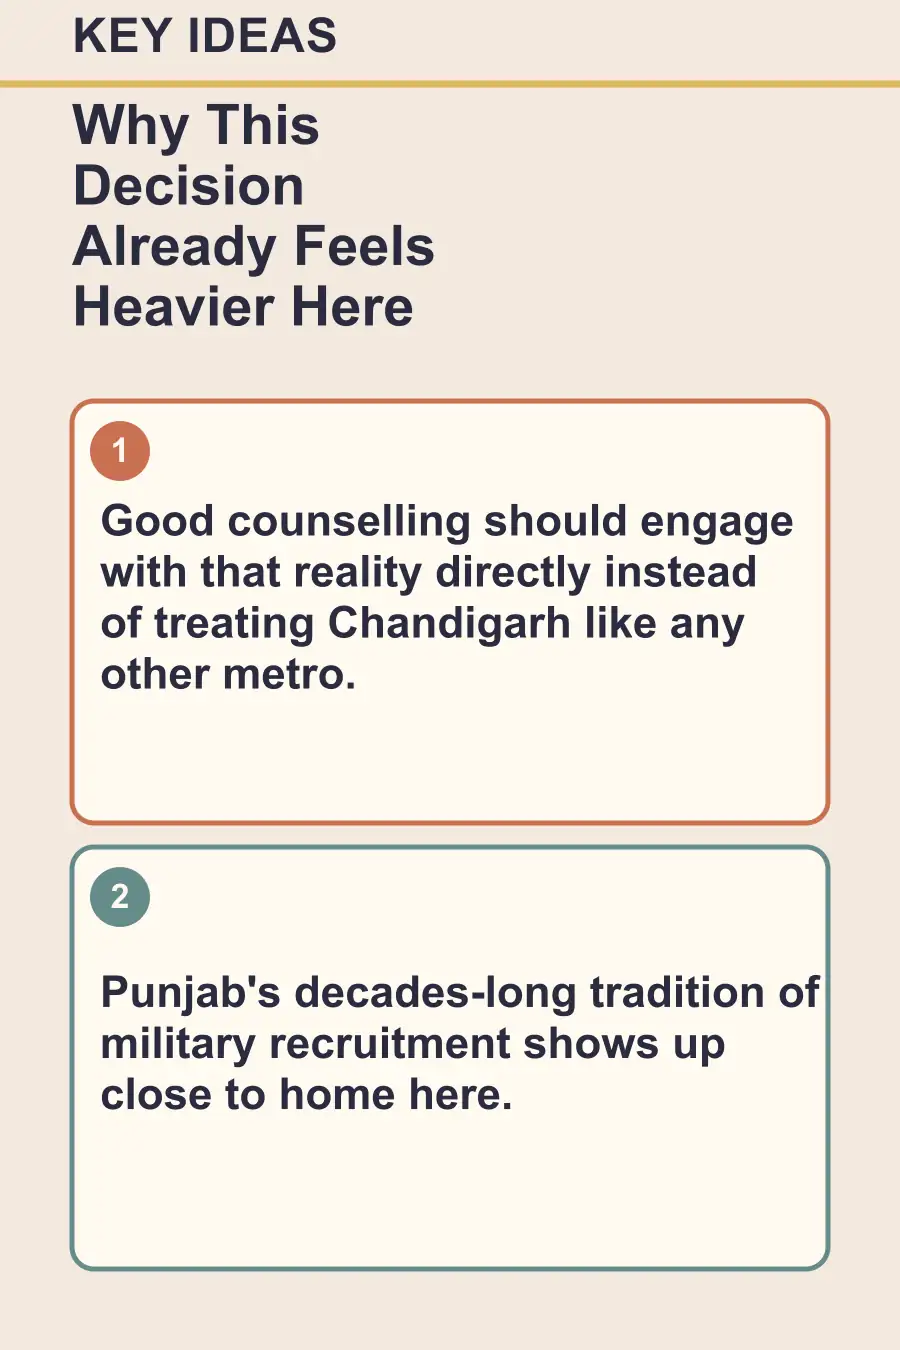 KEY IDEAS
Why This
Decision
Already Feels
Heavier Here
1
Good counselling should engage
with that reality directly instead
of treating Chandigarh like any
other metro.
2
Punjab's decades-long tradition of
military recruitment shows up
close to home here.